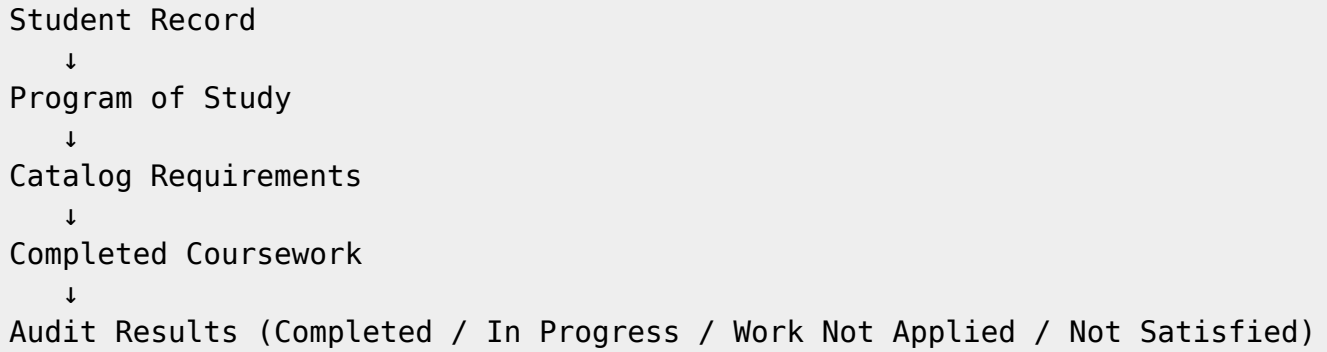 Student Record
↓
Program of Study
↓
Catalog Requirements
↓
Completed Coursework
↓
Audit Results (Completed / In Progress / Work Not Applied / Not Satisfied)